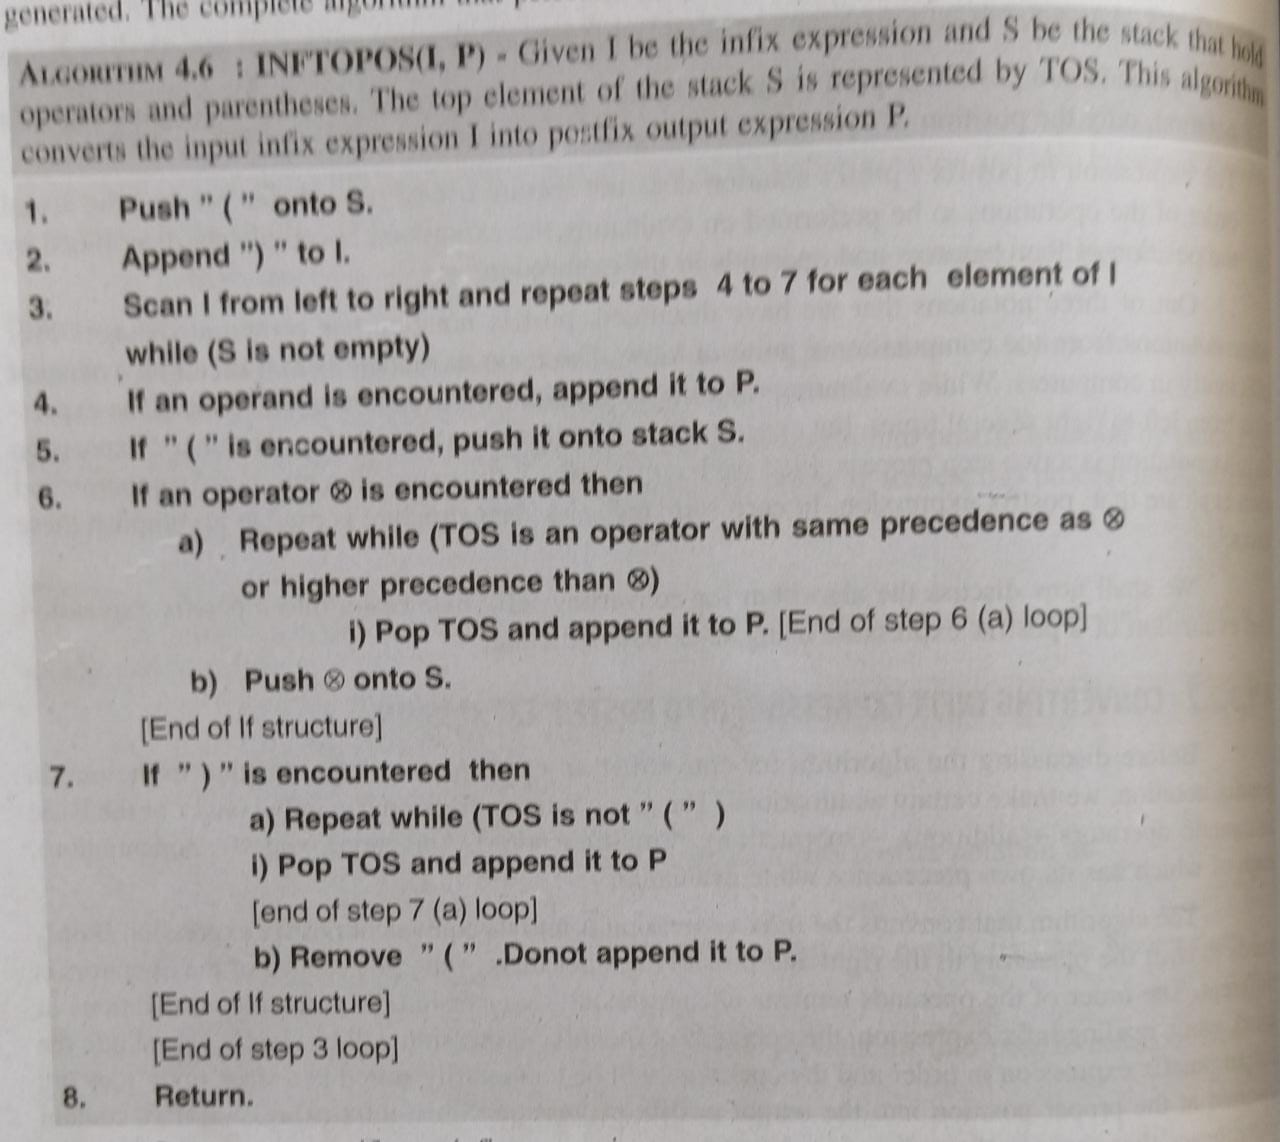 generated. The complete
ALGORITHM 4.6 : INFTOPOS(I, P) - Given I be the infix expression and S be the stack that hold
operators and parentheses. The top element of the stack S is represented by TOS. This algorithm
converts the input infix expression I into postfix output expression P.
1. Push " ( " onto S.
2. Append ") " to I.
3. Scan I from left to right and repeat steps 4 to 7 for each element of I
while (S is not empty)
4. If an operand is encountered, append it to P.
5. If " ( " is encountered, push it onto stack S.
6. If an operator ⊗ is encountered then
a) Repeat while (TOS is an operator with same precedence as ⊗
or higher precedence than ⊗)
i) Pop TOS and append it to P. [End of step 6 (a) loop]
b) Push ⊗ onto S.
[End of If structure]
7. If " ) " is encountered then
a) Repeat while (TOS is not " ( " )
i) Pop TOS and append it to P
[end of step 7 (a) loop]
b) Remove " ( " .Donot append it to P.
[End of If structure]
[End of step 3 loop]
8. Return.